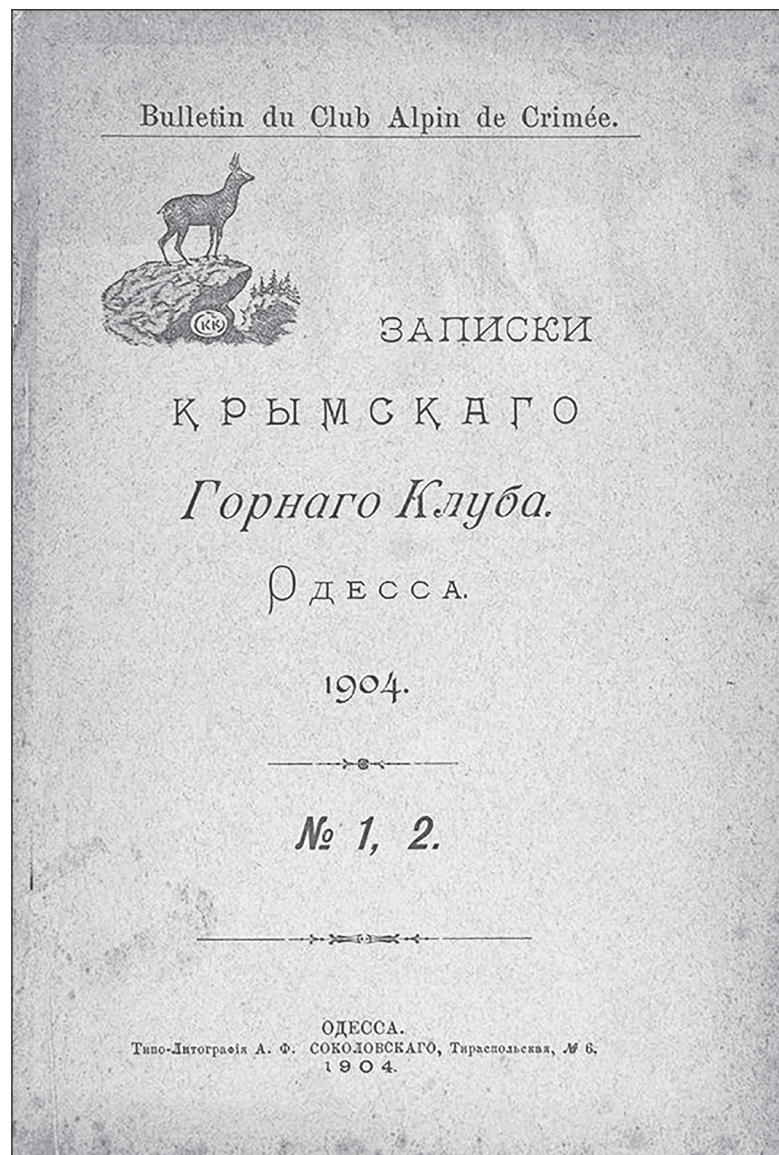 Bulletin du Club Alpin de Crimée.
КК
ЗАПИСКИ
КРЫМСКАГО
Горнаго Клуба.
Одесса.
1904.
№ 1, 2.
ОДЕССА.
Типо-Литографія А. Ф. СОКОЛОВСКАГО, Тираспольская, № 6.
1904.